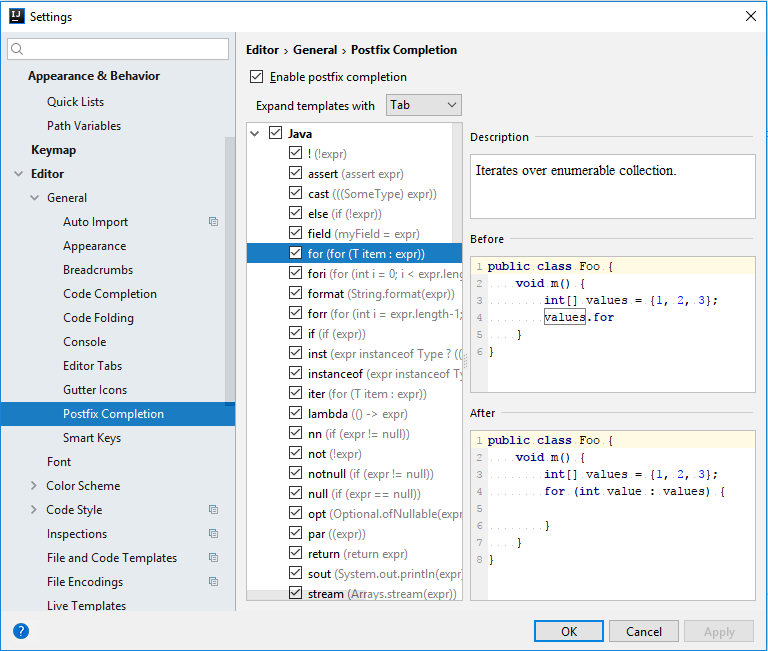 IJ
Settings
Appearance & Behavior
Quick Lists
Path Variables
Keymap
Editor
General
Auto Import
Appearance
Breadcrumbs
Code Completion
Code Folding
Console
Editor Tabs
Gutter Icons
Postfix Completion
Smart Keys
Font
Color Scheme
Code Style
Inspections
File and Code Templates
File Encodings
Live Templates
Editor › General › Postfix Completion
Enable postfix completion
Expand templates with Tab
Java
! (!expr)
assert (assert expr)
cast (((SomeType) expr))
else (if (!expr))
field (myField = expr)
for (for (T item : expr))
fori (for (int i = 0; i < expr.leng
format (String.format(expr))
forr (for (int i = expr.length-1;
if (if (expr))
inst (expr instanceof Type ? ((
instanceof (expr instanceof Ty
iter (for (T item : expr))
lambda (() -> expr)
nn (if (expr != null))
not (!expr)
notnull (if (expr != null))
null (if (expr == null))
opt (Optional.ofNullable(expr
par ((expr))
return (return expr)
sout (System.out.println(expr
stream (Arrays.stream(expr))
Description
Iterates over enumerable collection.
Before
1 public class Foo {
2 void m() {
3 int[] values = {1, 2, 3};
4 values.for
5 }
6 }
After
1 public class Foo {
2 void m() {
3 int[] values = {1, 2, 3};
4 for (int value : values) {
5
6 }
7 }
8 }
?
OK
Cancel
Apply